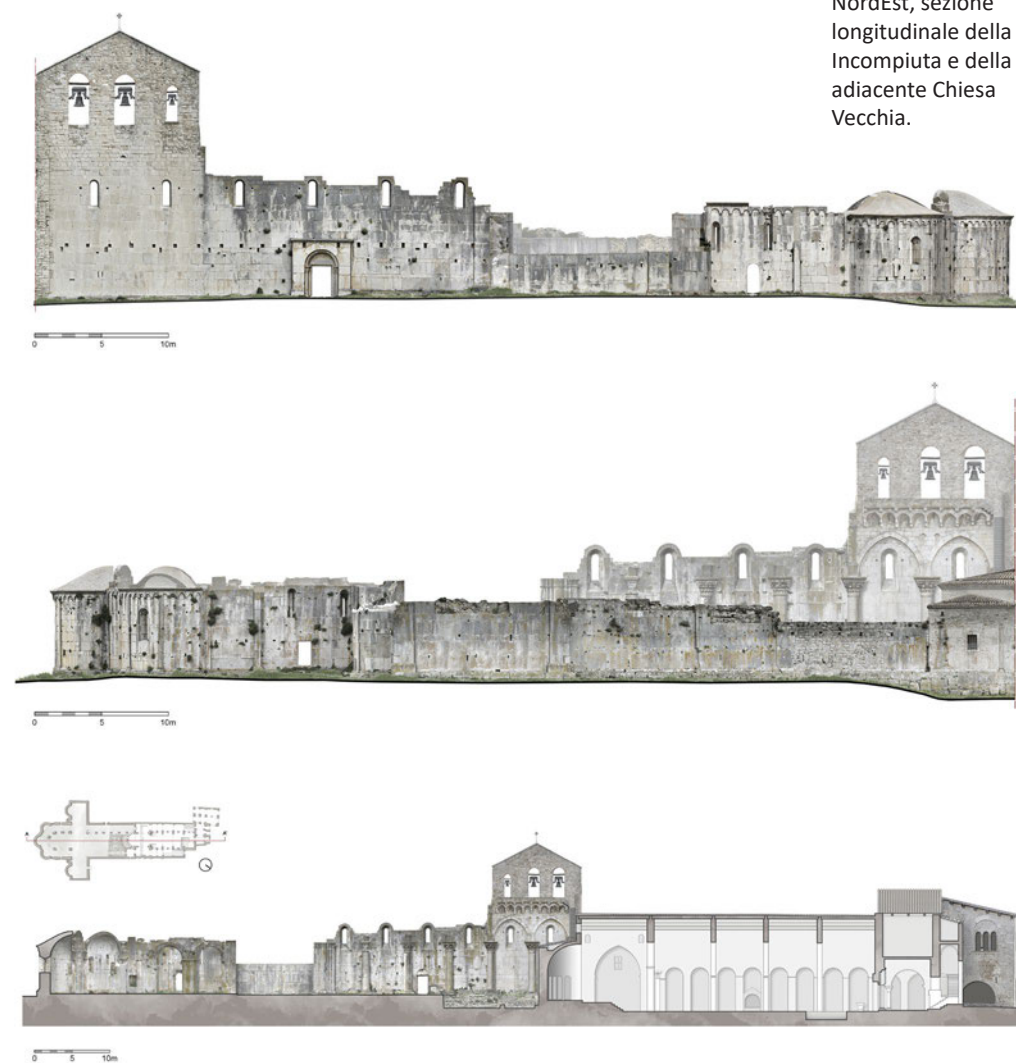 NordEst, sezione
longitudinale della
Incompiuta e della
adiacente Chiesa
Vecchia.
0 5 10m
0 5 10m
0 5 10m